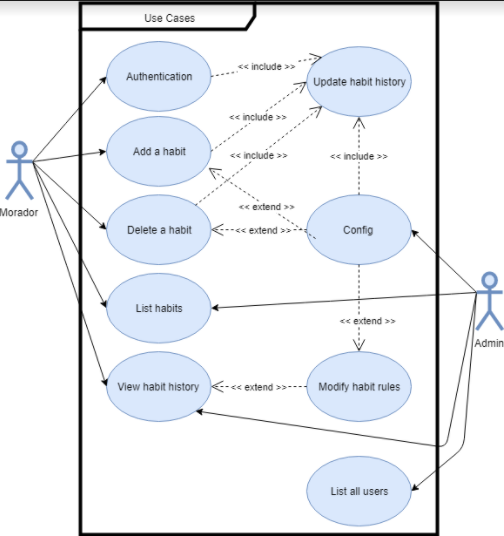 Use Cases
Authentication
<< include >>
Update habit history
<< include >>
Add a habit
<< include >>
<< include >>
Morador
<< extend >>
Delete a habit
<< extend >>
Config
List habits
<< extend >>
Admin
View habit history
<< extend >>
Modify habit rules
List all users